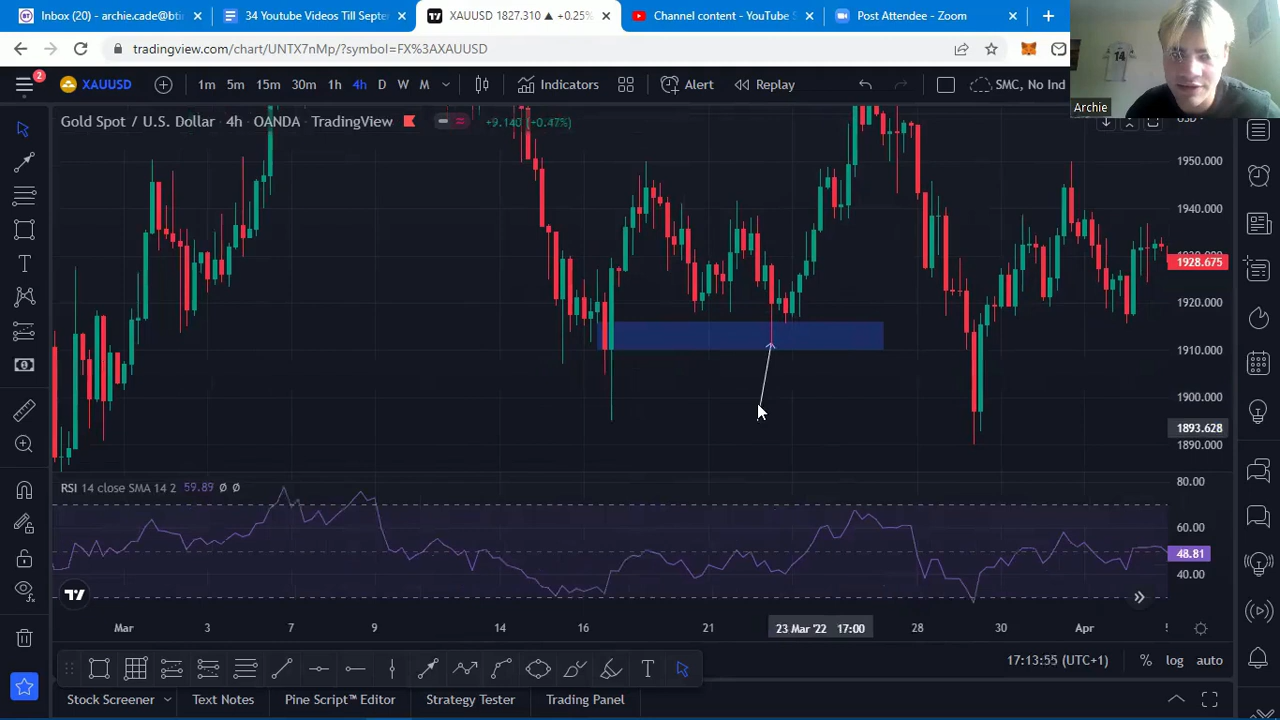 Inbox (20) - archie.cade@bti
34 Youtube Videos Till Septe
XAUUSD 1827.310 ▲ +0.25%
Channel content - YouTube S
Post Attendee - Zoom
tradingview.com/chart/UNTX7nMp/?symbol=FX%3AXAUUSD
2
XAUUSD
1m 5m 15m 30m 1h 4h D W M
Indicators
Alert
Replay
SMC, No Ind
14
Archie
Gold Spot / U.S. Dollar · 4h · OANDA · TradingView
+9.140 (+0.47%)
1950.000
1940.000
1928.675
1920.000
1910.000
1900.000
1893.628
1890.000
RSI 14 close SMA 14 2 59.89 Ø Ø
80.00
60.00
48.81
40.00
Mar 3 7 9 14 16 21 23 Mar '22 17:00 28 30 Apr
17:13:55 (UTC+1) % log auto
Stock Screener Text Notes Pine Script™ Editor Strategy Tester Trading Panel